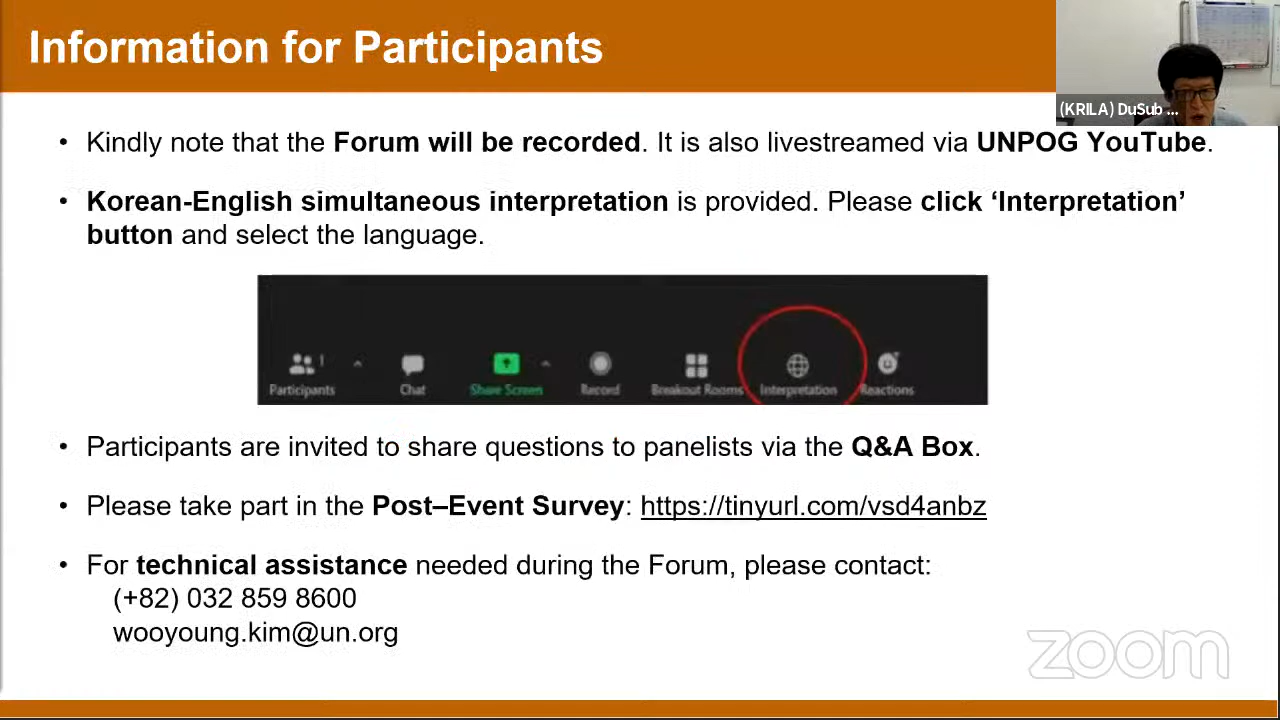 Information for Participants
(KRILA) DuSub ...
• Kindly note that the Forum will be recorded. It is also livestreamed via UNPOG YouTube.
• Korean-English simultaneous interpretation is provided. Please click ‘Interpretation’
button and select the language.
1
Participants Chat Share Screen Record Breakout Rooms Interpretation Reactions
• Participants are invited to share questions to panelists via the Q&A Box.
• Please take part in the Post–Event Survey: https://tinyurl.com/vsd4anbz
• For technical assistance needed during the Forum, please contact:
(+82) 032 859 8600
wooyoung.kim@un.org
zoom